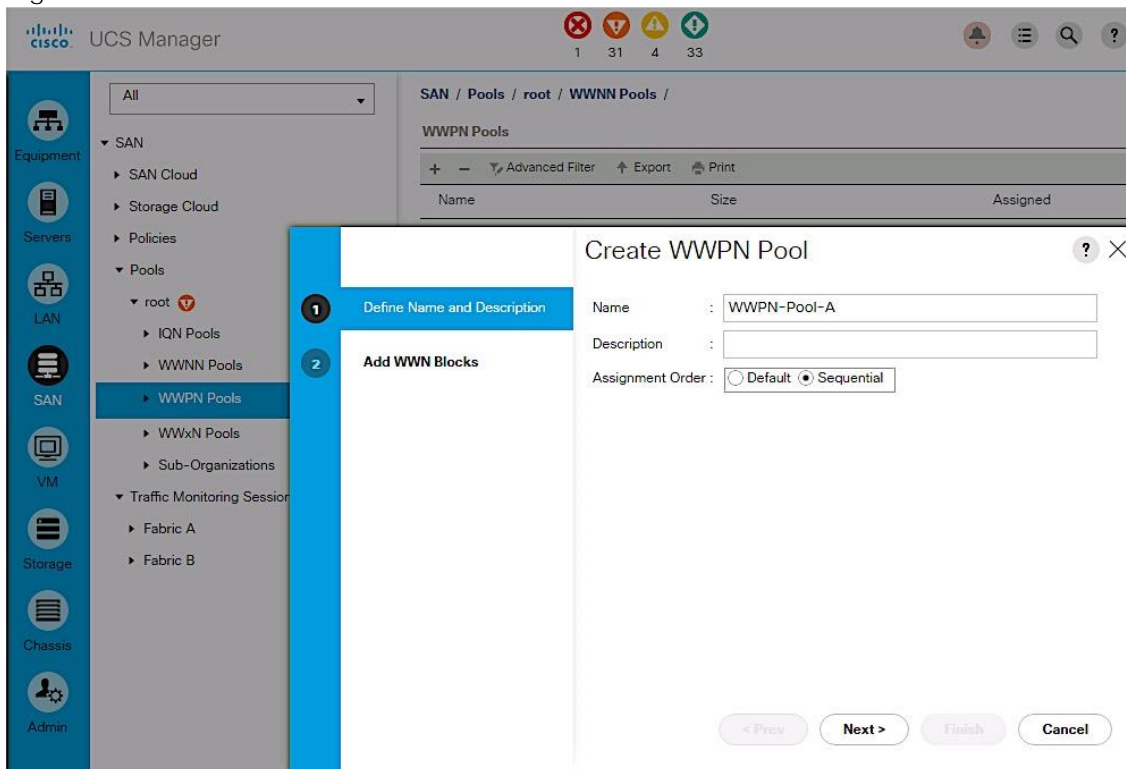 CISCO. UCS Manager
1 31 4 33
?
Equipment
Servers
LAN
SAN
VM
Storage
Chassis
Admin
All
SAN
SAN Cloud
Storage Cloud
Policies
Pools
root
IQN Pools
WWNN Pools
WWPN Pools
WWxN Pools
Sub-Organizations
Traffic Monitoring Session
Fabric A
Fabric B
SAN / Pools / root / WWNN Pools /
WWPN Pools
+ − Advanced Filter Export Print
Name Size Assigned
Create WWPN Pool ?
1 Define Name and Description
2 Add WWN Blocks
Name : WWPN-Pool-A
Description :
Assignment Order : Default Sequential
< Prev Next > Finish Cancel